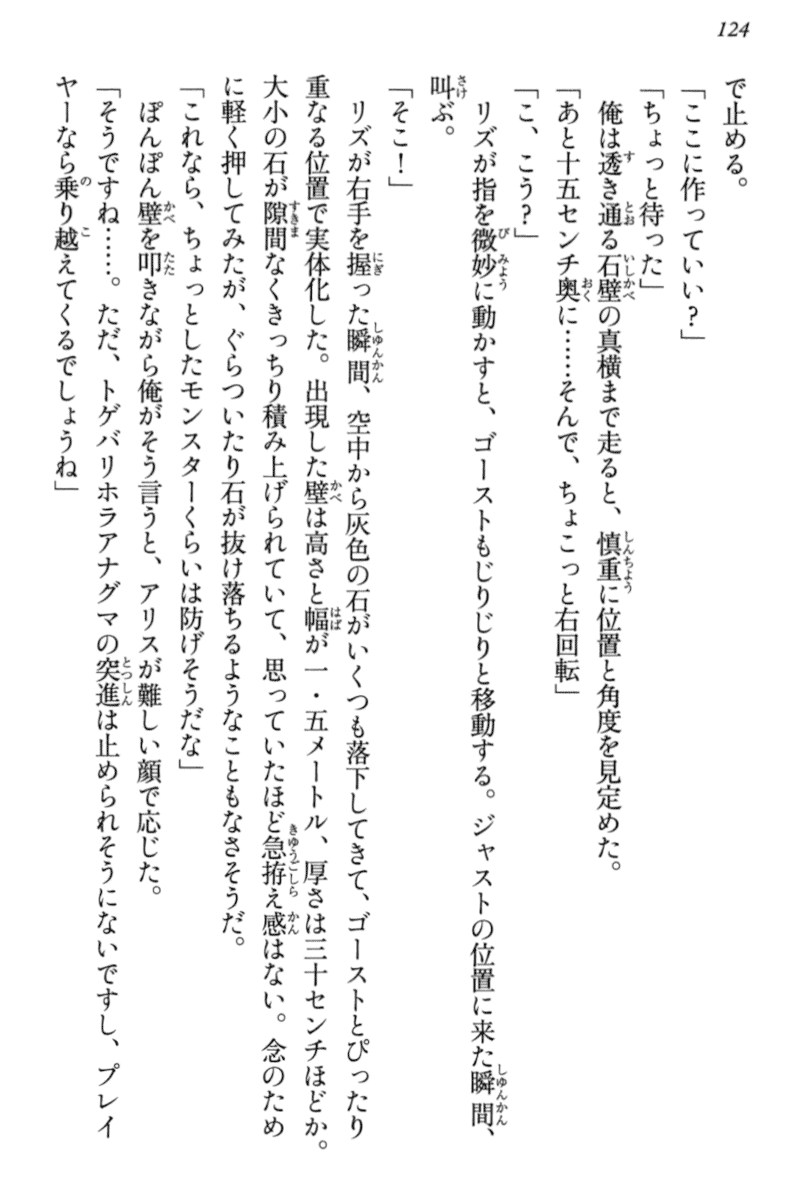 124
で止める。
「ここに作っていい？」
「ちょっと待った」
俺は透き通る石壁の真横まで走ると、慎重に位置と角度を見定めた。
「あと十五センチ奥に……そんで、ちょこっと右回転」
「こ、こう？」
リズが指を微妙に動かすと、ゴーストもじりじりと移動する。ジャストの位置に来た瞬間、
叫ぶ。
「そこ！」
リズが右手を握った瞬間、空中から灰色の石がいくつも落下してきて、ゴーストとぴったり
重なる位置で実体化した。出現した壁は高さと幅が一・五メートル、厚さは三十センチほどか。
大小の石が隙間なくきっちり積み上げられていて、思っていたほど急拵え感はない。念のため
に軽く押してみたが、ぐらついたり石が抜け落ちるようなこともなさそうだ。
「これなら、ちょっとしたモンスターくらいは防げそうだな」
ぽんぽん壁を叩きながら俺がそう言うと、アリスが難しい顔で応じた。
「そうですね……。ただ、トゲバリホラアナグマの突進は止められそうにないですし、プレイ
ヤーなら乗り越えてくるでしょうね」